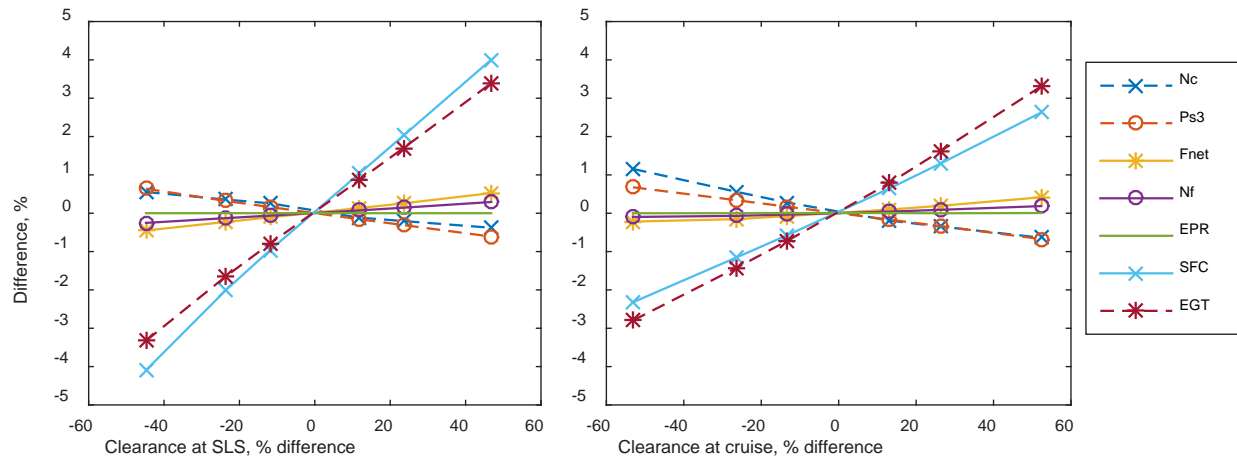 5
4
3
2
1
0
-1
-2
-3
-4
-5
Difference, %
-60 -40 -20 0 20 40 60
Clearance at SLS, % difference
5
4
3
2
1
0
-1
-2
-3
-4
-5
-60 -40 -20 0 20 40 60
Clearance at cruise, % difference
Nc
Ps3
Fnet
Nf
EPR
SFC
EGT